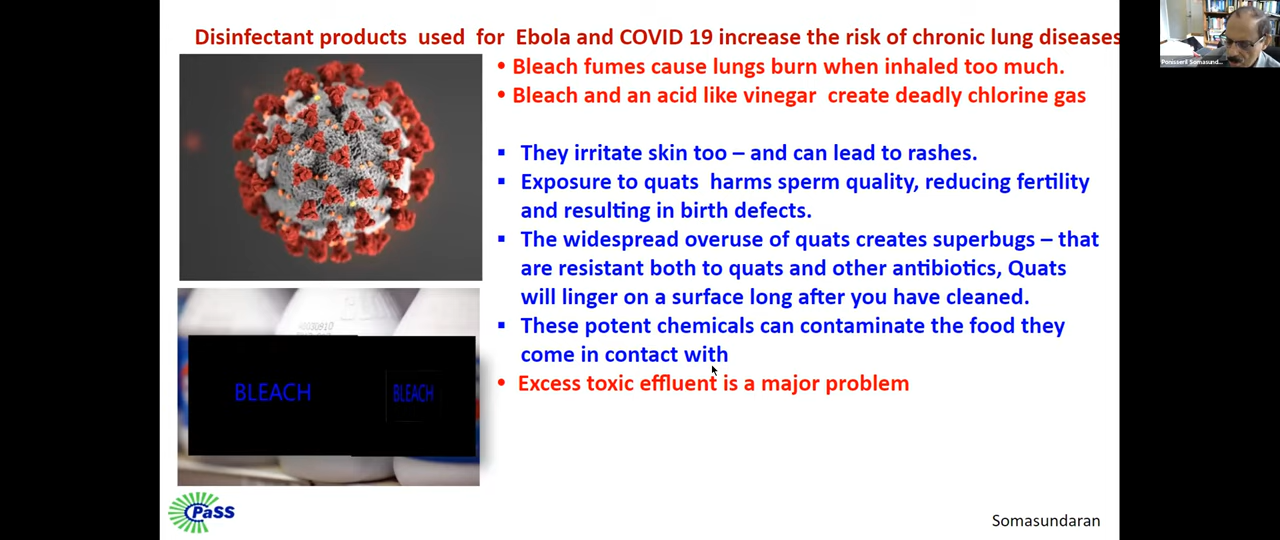 Disinfectant products used for Ebola and COVID 19 increase the risk of chronic lung diseases
• Bleach fumes cause lungs burn when inhaled too much.
• Bleach and an acid like vinegar create deadly chlorine gas
▪ They irritate skin too – and can lead to rashes.
▪ Exposure to quats harms sperm quality, reducing fertility
and resulting in birth defects.
▪ The widespread overuse of quats creates superbugs – that
are resistant both to quats and other antibiotics, Quats
will linger on a surface long after you have cleaned.
▪ These potent chemicals can contaminate the food they
come in contact with
• Excess toxic effluent is a major problem
BLEACH
BLEACH
CPaSS
Somasundaran
Ponisseril Somasund...